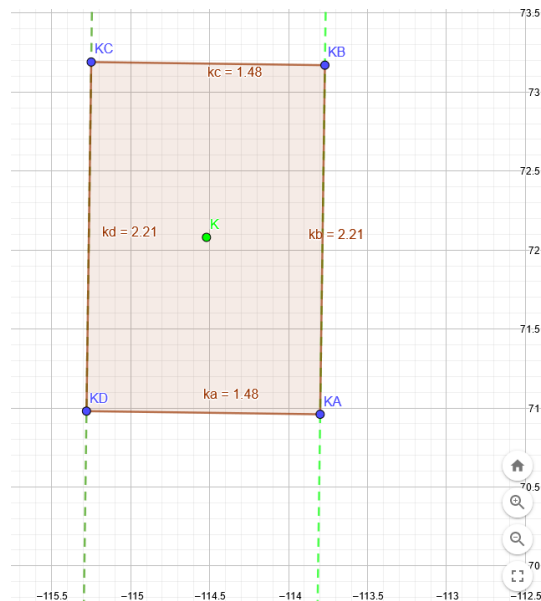 73.5
KC
KB
kc = 1.48
73
72.5
K
kd = 2.21
kb = 2.21
72
71.5
KD
ka = 1.48
KA
71
70.5
70
−115.5 −115 −114.5 −114 −113.5 −113 −112.5